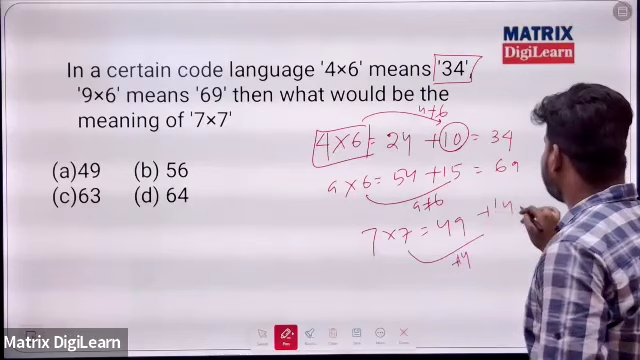 MATRIX
DigiLearn
In a certain code language '4×6' means '34',
'9×6' means '69' then what would be the
meaning of '7×7'
(a)49 (b) 56
(c)63 (d) 64
4+6
4×6 = 24 +10 = 34
9×6 = 54 +15 = 69
9+6
7×7 = 49 +14
Matrix DigiLearn